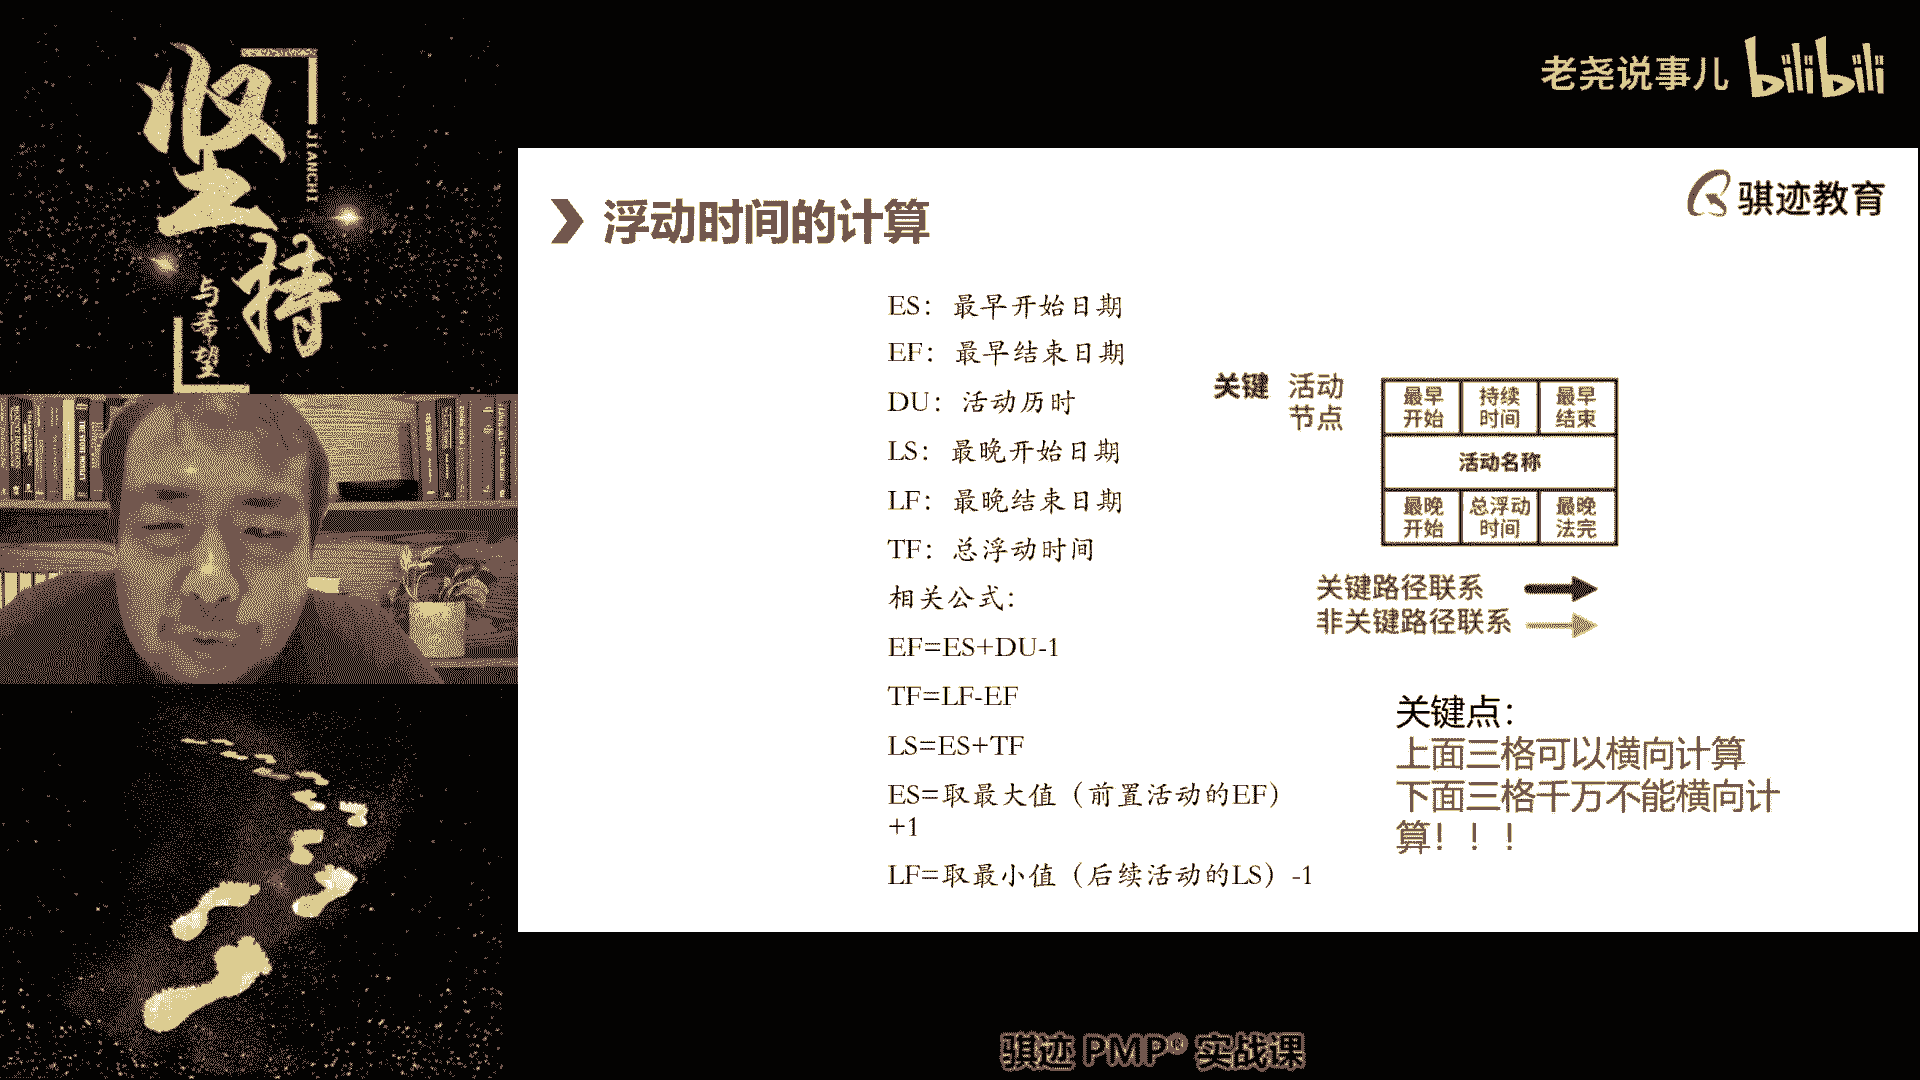 坚持
JIANCHI
与希望
老尧说事儿 bilibili
骐迹教育
浮动时间的计算
ES：最早开始日期
EF：最早结束日期
DU：活动历时
LS：最晚开始日期
LF：最晚结束日期
TF：总浮动时间
相关公式：
EF=ES+DU-1
TF=LF-EF
LS=ES+TF
ES=取最大值（前置活动的EF）
+1
LF=取最小值（后续活动的LS）-1
关键 活动
节点
最早 持续 最早
开始 时间 结束
活动名称
最晚 总浮动 最晚
开始 时间 法完
关键路径联系
非关键路径联系
关键点：
上面三格可以横向计算
下面三格千万不能横向计
算！！！
骐迹 PMP® 实战课